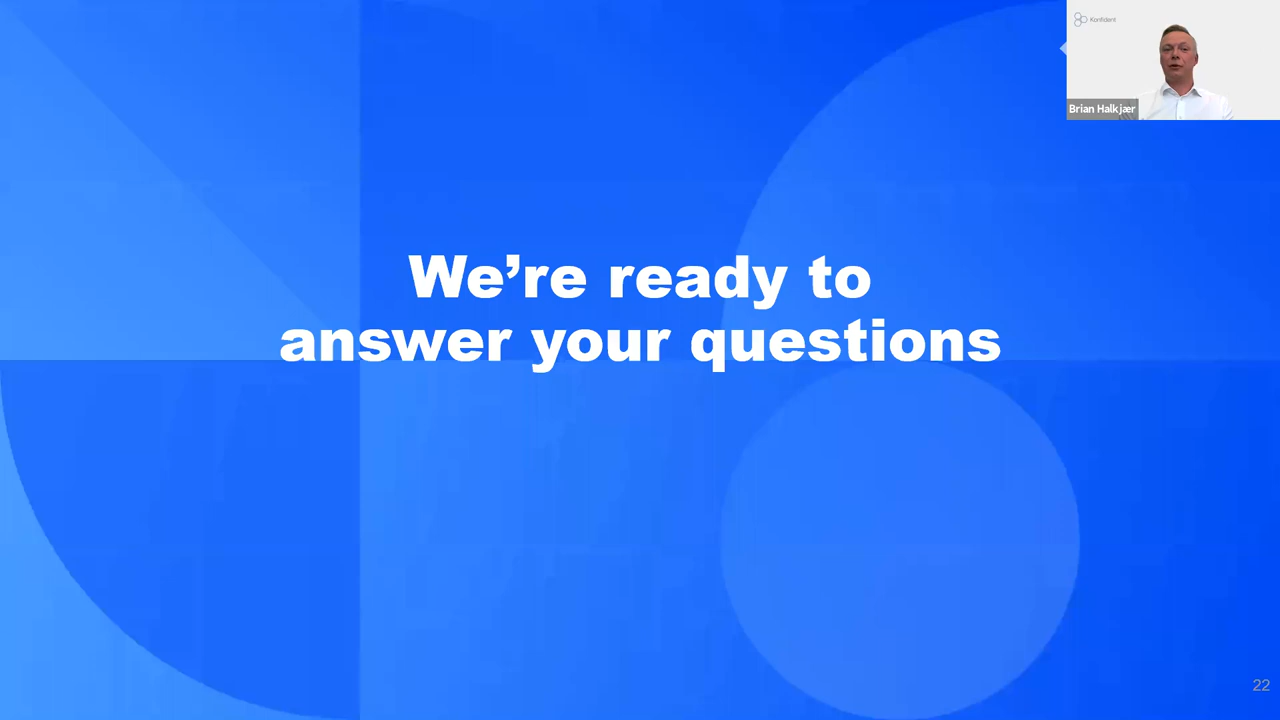 Konfident
Brian Halkjær
We’re ready to
answer your questions
22